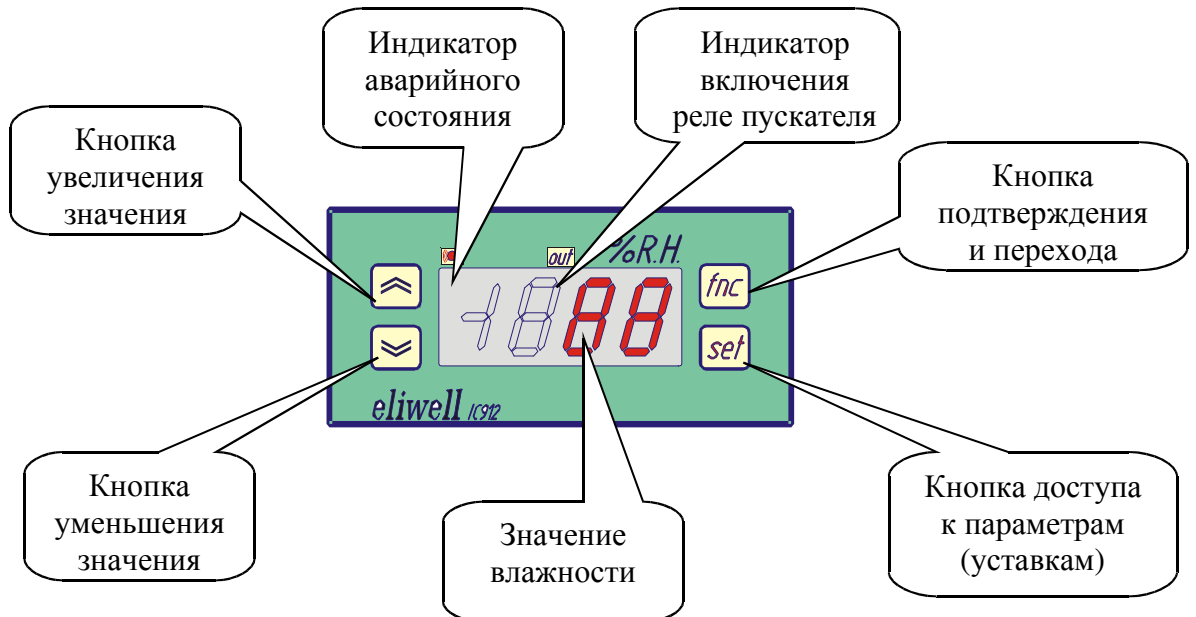 Индикатор
аварийного
состояния
Индикатор
включения
реле пускателя
Кнопка
увеличения
значения
Кнопка
подтверждения
и перехода
out
%R.H.
fnc
set
eliwell IC912
Кнопка
уменьшения
значения
Значение
влажности
Кнопка доступа
к параметрам
(уставкам)